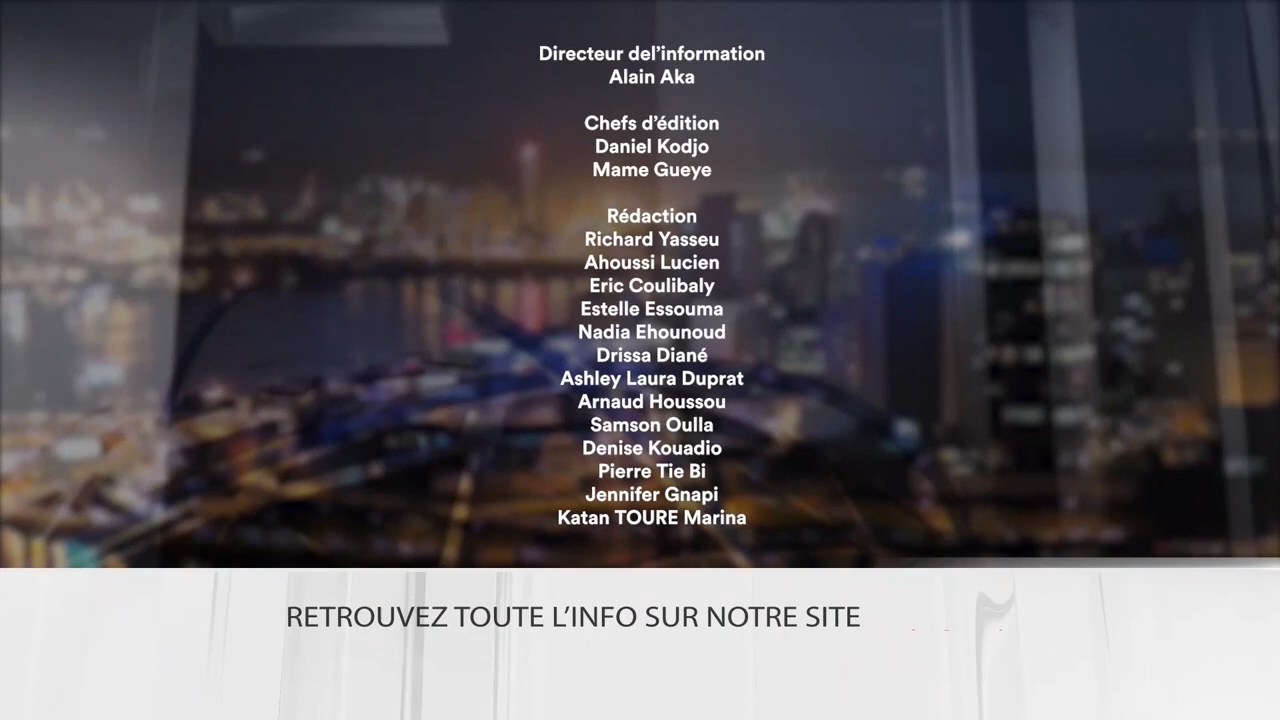 Directeur del’information
Alain Aka
Chefs d’édition
Daniel Kodjo
Mame Gueye
Rédaction
Richard Yasseu
Ahoussi Lucien
Eric Coulibaly
Estelle Essouma
Nadia Ehounoud
Drissa Diané
Ashley Laura Duprat
Arnaud Houssou
Samson Oulla
Denise Kouadio
Pierre Tie Bi
Jennifer Gnapi
Katan TOURE Marina
RETROUVEZ TOUTE L’INFO SUR NOTRE SITE